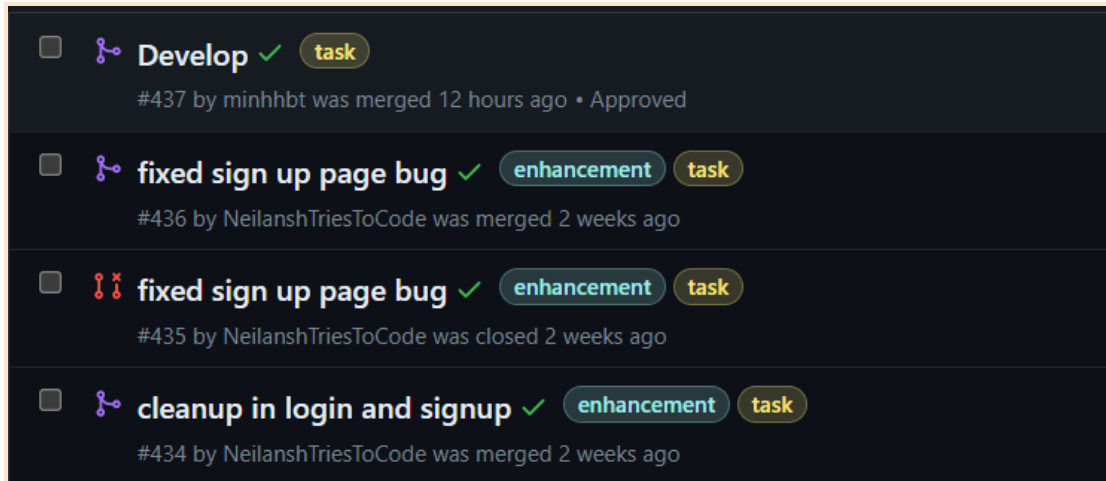 Develop task
#437 by minhhbt was merged 12 hours ago • Approved
fixed sign up page bug enhancement task
#436 by NeilanshTriesToCode was merged 2 weeks ago
fixed sign up page bug enhancement task
#435 by NeilanshTriesToCode was closed 2 weeks ago
cleanup in login and signup enhancement task
#434 by NeilanshTriesToCode was merged 2 weeks ago